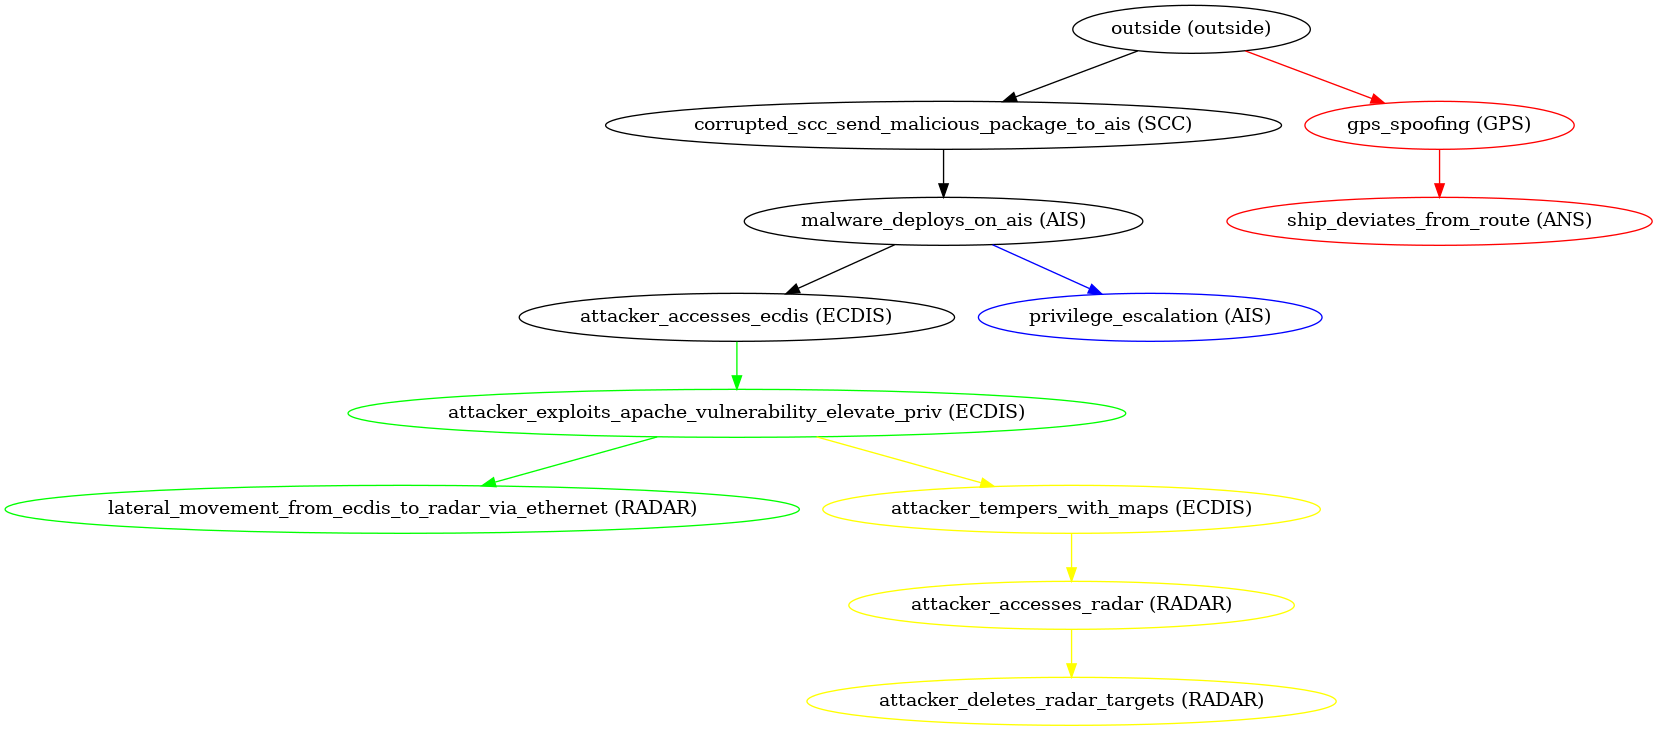 outside (outside)
corrupted_scc_send_malicious_package_to_ais (SCC)
gps_spoofing (GPS)
malware_deploys_on_ais (AIS)
ship_deviates_from_route (ANS)
attacker_accesses_ecdis (ECDIS)
privilege_escalation (AIS)
attacker_exploits_apache_vulnerability_elevate_priv (ECDIS)
lateral_movement_from_ecdis_to_radar_via_ethernet (RADAR)
attacker_tempers_with_maps (ECDIS)
attacker_accesses_radar (RADAR)
attacker_deletes_radar_targets (RADAR)